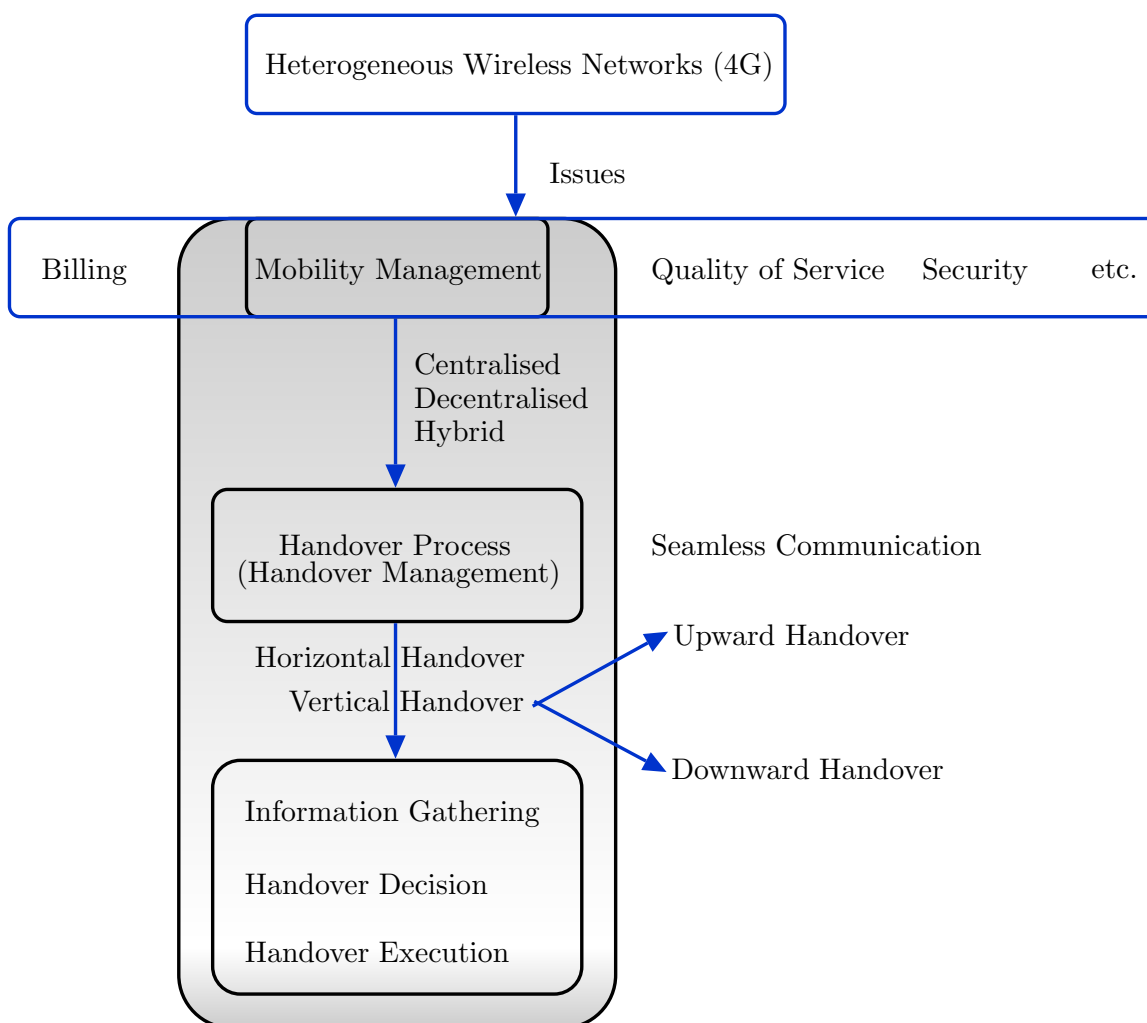 Heterogeneous Wireless Networks (4G)
Issues
Billing
Mobility Management
Quality of Service
Security
etc.
Centralised
Decentralised
Hybrid
Handover Process
(Handover Management)
Seamless Communication
Horizontal Handover
Vertical Handover
Upward Handover
Downward Handover
Information Gathering
Handover Decision
Handover Execution